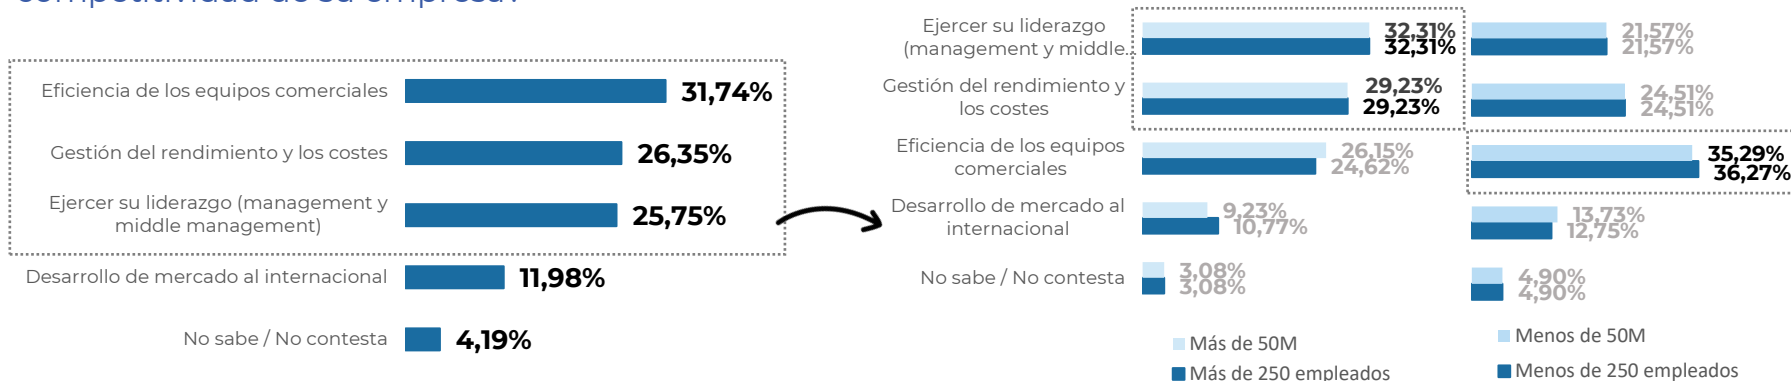 competitividad de su empresa?
Eficiencia de los equipos comerciales
31,74%
Gestión del rendimiento y los costes
26,35%
Ejercer su liderazgo (management y
middle management)
25,75%
Desarrollo de mercado al internacional
11,98%
No sabe / No contesta
4,19%
Ejercer su liderazgo
(management y middle...
32,31%
32,31%
21,57%
21,57%
Gestión del rendimiento y
los costes
29,23%
29,23%
24,51%
24,51%
Eficiencia de los equipos
comerciales
26,15%
24,62%
35,29%
36,27%
Desarrollo de mercado al
internacional
9,23%
10,77%
13,73%
12,75%
No sabe / No contesta
3,08%
3,08%
4,90%
4,90%
Más de 50M
Más de 250 empleados
Menos de 50M
Menos de 250 empleados